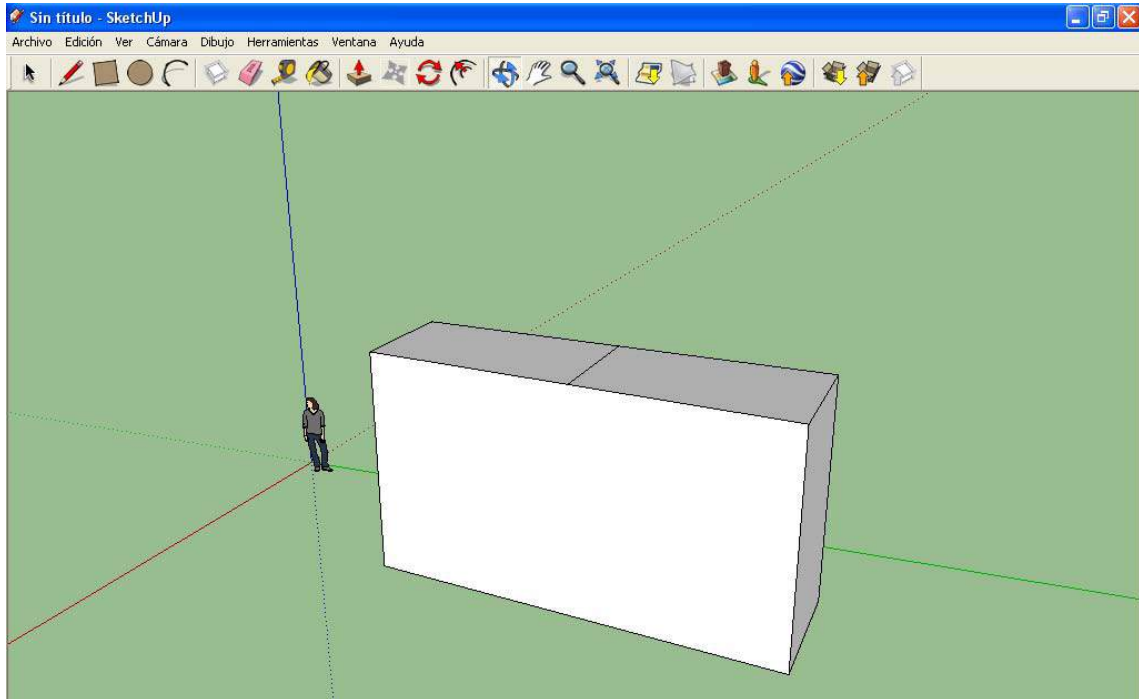 Sin título - SketchUp
Archivo Edición Ver Cámara Dibujo Herramientas Ventana Ayuda